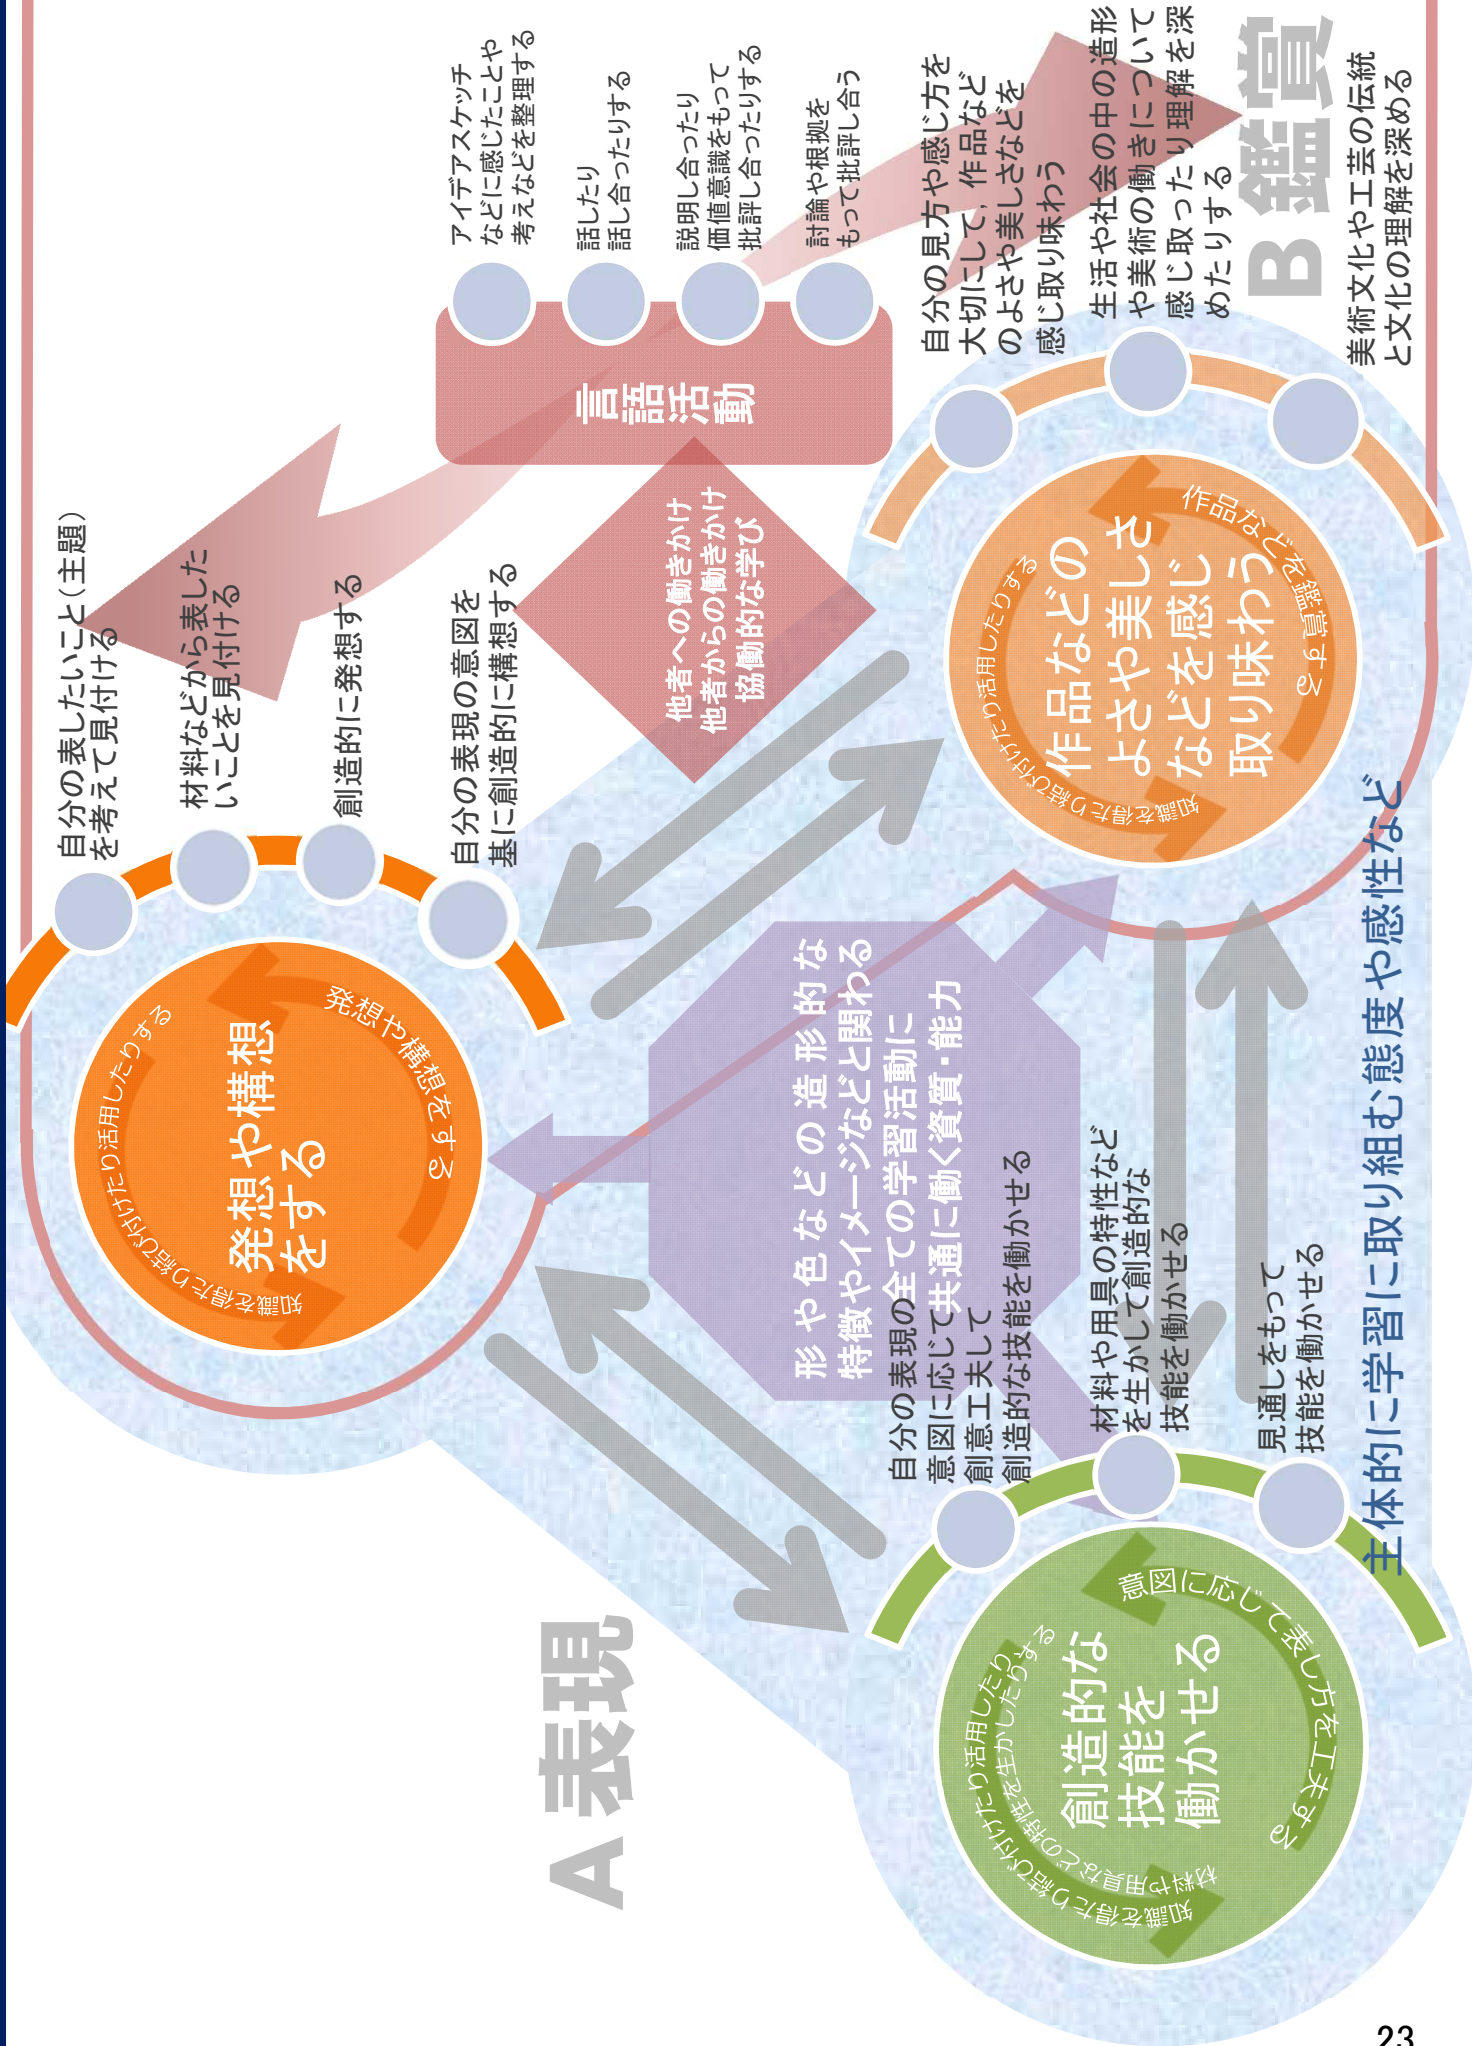 A 表現
B 鑑賞
自分の表したいこと（主題）
を考えて見付ける
材料などから表した
いことを見付ける
創造的に発想する
自分の表現の意図を
基に創造的に構想する
発想や構想
をする
知識を得たり結び付けたり活用したりする
発想や構想をする
アイデアスケッチ
などに感じたことや
考えなどを整理する
話したり
話し合ったりする
説明し合ったり
価値意識をもって
批評し合ったりする
討論や根拠を
もって批評し合う
言語活動
他者への働きかけ
他者からの働きかけ
協働的な学び
形や色などの造形的な
特徴やイメージなどと関わる
全ての学習活動に
共通に働く資質・能力
自分の表現の
意図に応じて
創意工夫して
創造的な技能を働かせる
材料や用具の特性など
を生かして創造的な
技能を働かせる
見通しをもって
技能を働かせる
創造的な
技能を
働かせる
知識を得たり結び付けたり活用したり
材料や用具などの特性を生かしたりする
意図に応じて表し方を工夫する
自分の見方や感じ方を
大切にして，作品など
のよさや美しさなどを
感じ取り味わう
生活や社会の中の造形
や美術の働きについて
感じ取ったり理解を深
めたりする
美術文化や工芸の伝統
と文化の理解を深める
作品などの
よさや美しさ
などを感じ
取り味わう
知識を得たり結び付けたり活用したりする
作品などを鑑賞する
主体的に学習に取り組む態度や感性など
23